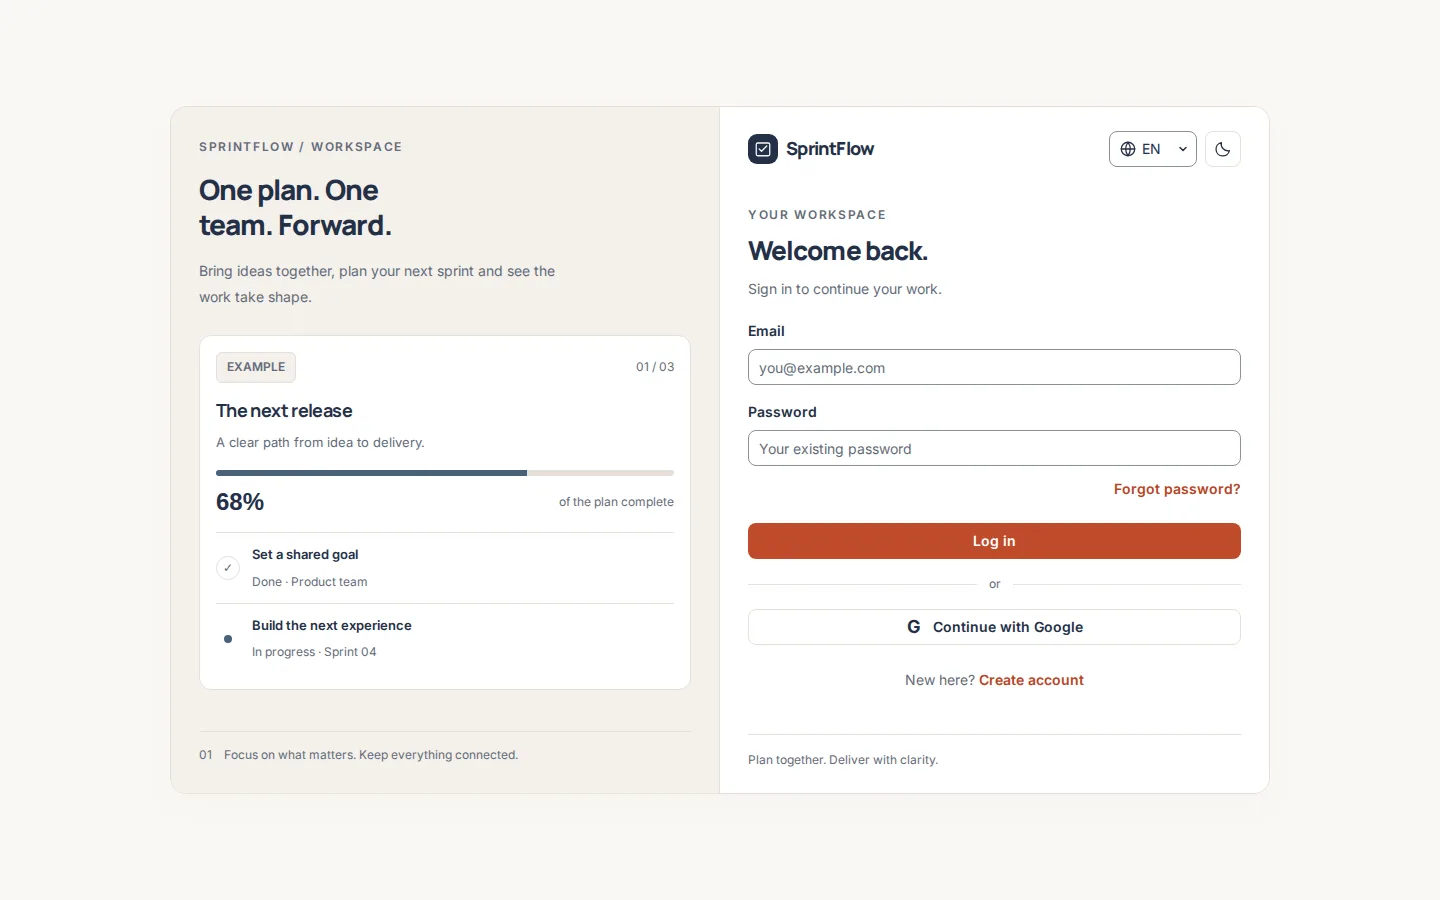 SPRINTFLOW / WORKSPACE
One plan. One
team. Forward.
Bring ideas together, plan your next sprint and see the
work take shape.
EXAMPLE
01 / 03
The next release
A clear path from idea to delivery.
68%
of the plan complete
✓
Set a shared goal
Done · Product team
Build the next experience
In progress · Sprint 04
01 Focus on what matters. Keep everything connected.
SprintFlow
EN
YOUR WORKSPACE
Welcome back.
Sign in to continue your work.
Email
you@example.com
Password
Your existing password
Forgot password?
Log in
or
G Continue with Google
New here? Create account
Plan together. Deliver with clarity.